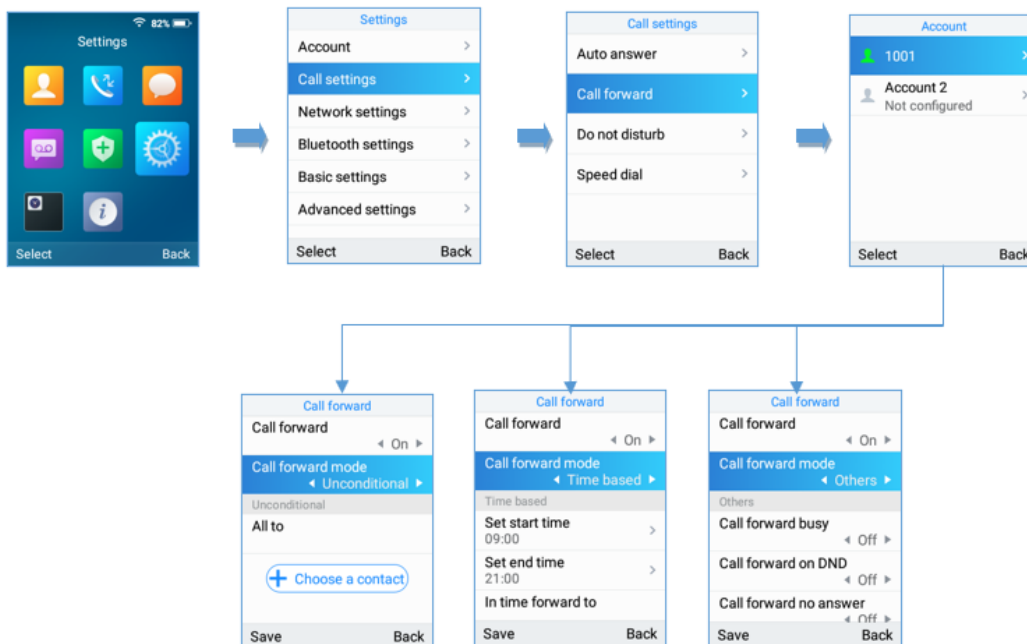 82%
Settings
Select Back
Settings
Account
Call settings
Network settings
Bluetooth settings
Basic settings
Advanced settings
Select Back
Call settings
Auto answer
Call forward
Do not disturb
Speed dial
Select Back
Account
1001
Account 2
Not configured
Select Back
Call forward
Call forward
On
Call forward mode
Unconditional
Unconditional
All to
+ Choose a contact
Save Back
Call forward
Call forward
On
Call forward mode
Time based
Time based
Set start time
09:00
Set end time
21:00
In time forward to
Save Back
Call forward
Call forward
On
Call forward mode
Others
Others
Call forward busy
Off
Call forward on DND
Off
Call forward no answer
Off
Save Back